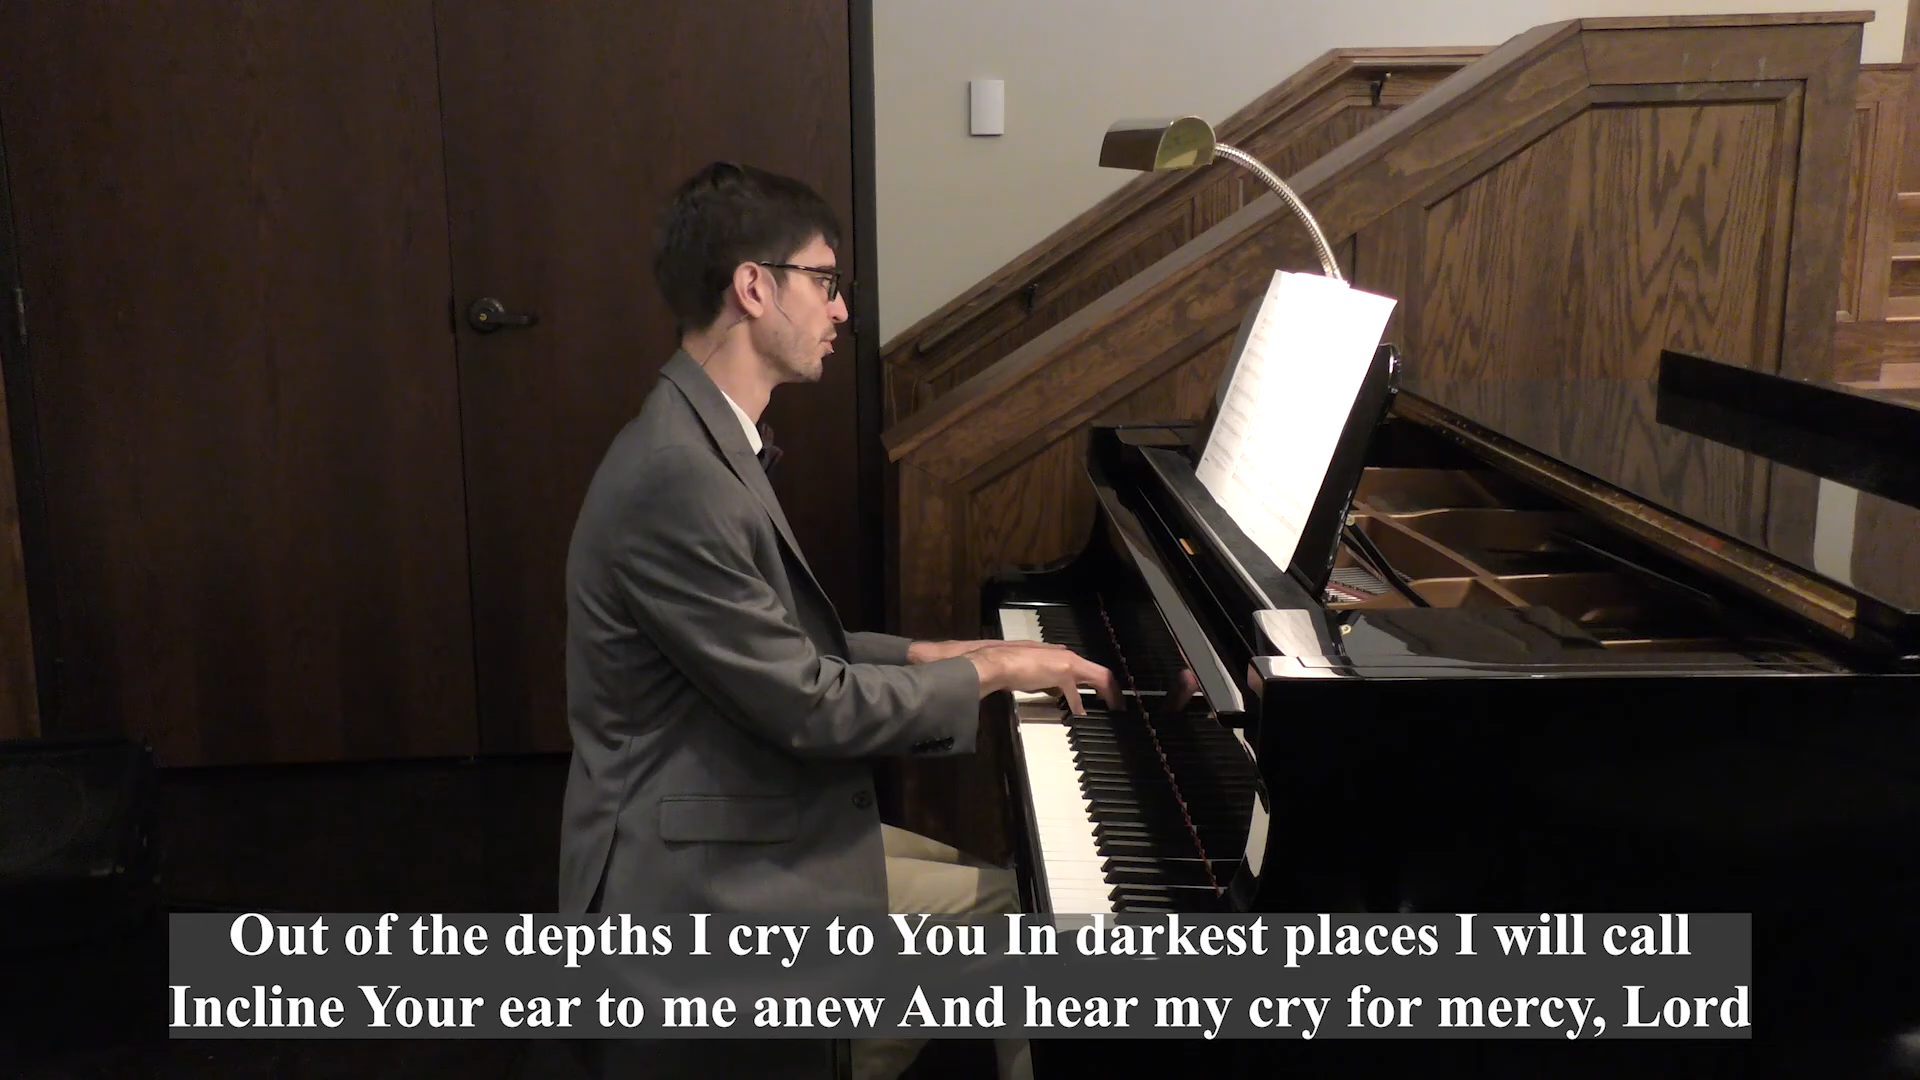 Out of the depths I cry to You In darkest places I will call
Incline Your ear to me anew And hear my cry for mercy, Lord